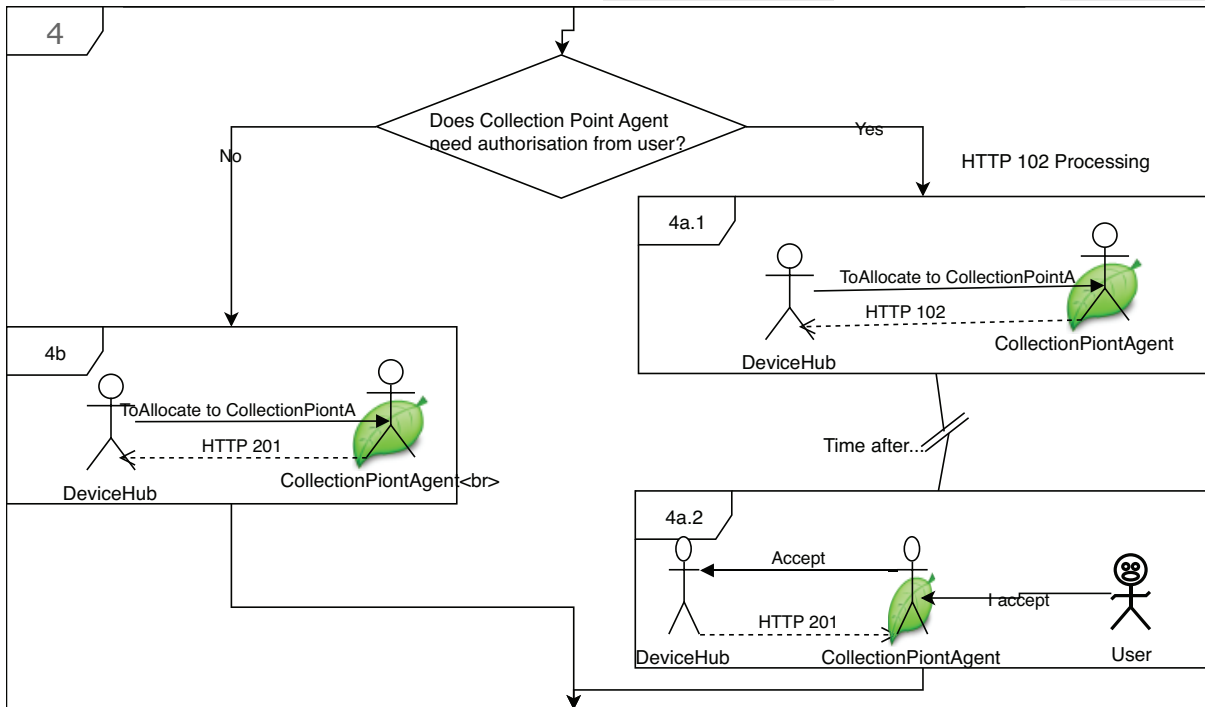 4
Does Collection Point Agent
need authorisation from user?
No
Yes
HTTP 102 Processing
4a.1
ToAllocate to CollectionPointA
HTTP 102
DeviceHub
CollectionPiontAgent
4b
ToAllocate to CollectionPiontA
HTTP 201
DeviceHub
CollectionPiontAgent<br>
Time after...
4a.2
Accept
I accept
HTTP 201
DeviceHub
CollectionPiontAgent
User